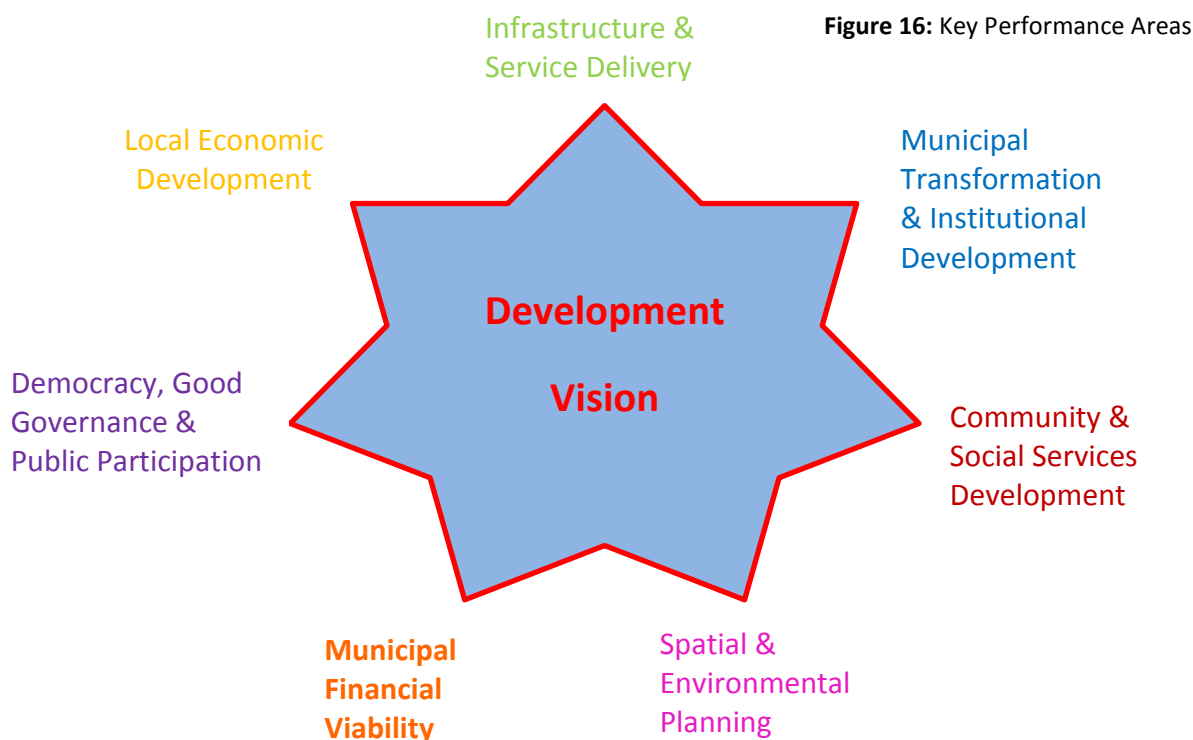 Figure 16: Key Performance Areas
Infrastructure &
Service Delivery
Local Economic
Development
Municipal
Transformation
& Institutional
Development
Development
Vision
Democracy, Good
Governance &
Public Participation
Community &
Social Services
Development
Municipal
Financial
Viability
Spatial &
Environmental
Planning